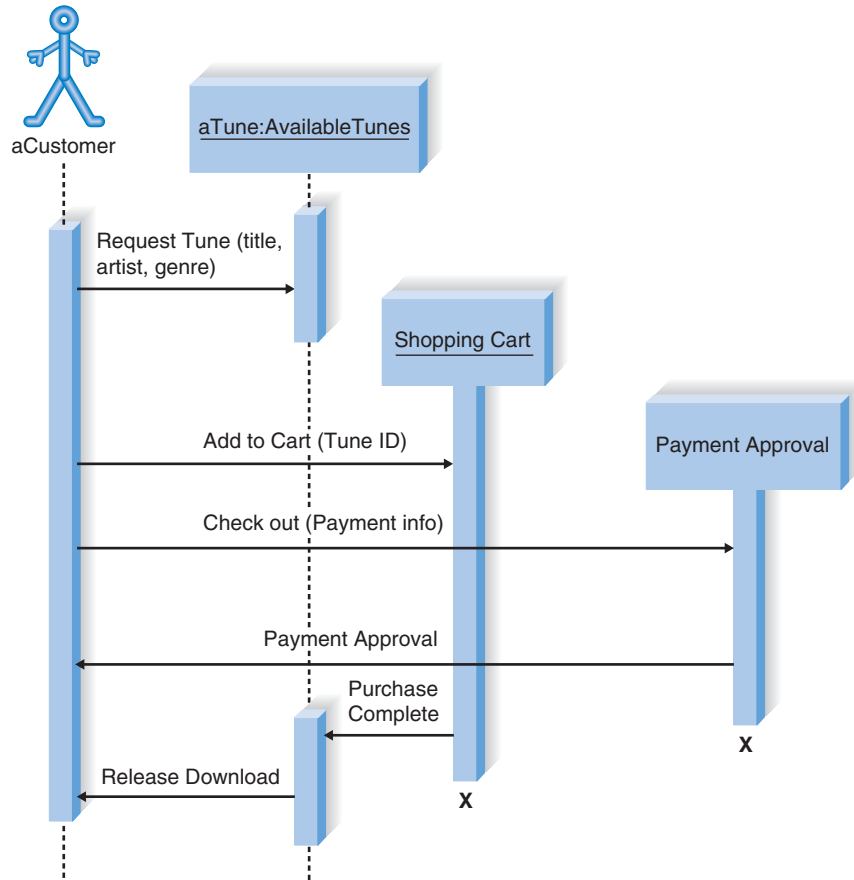 aCustomer
aTune:AvailableTunes
Request Tune (title,
artist, genre)
Shopping Cart
Payment Approval
Add to Cart (Tune ID)
Check out (Payment info)
Payment Approval
Purchase
Complete
X
Release Download
X